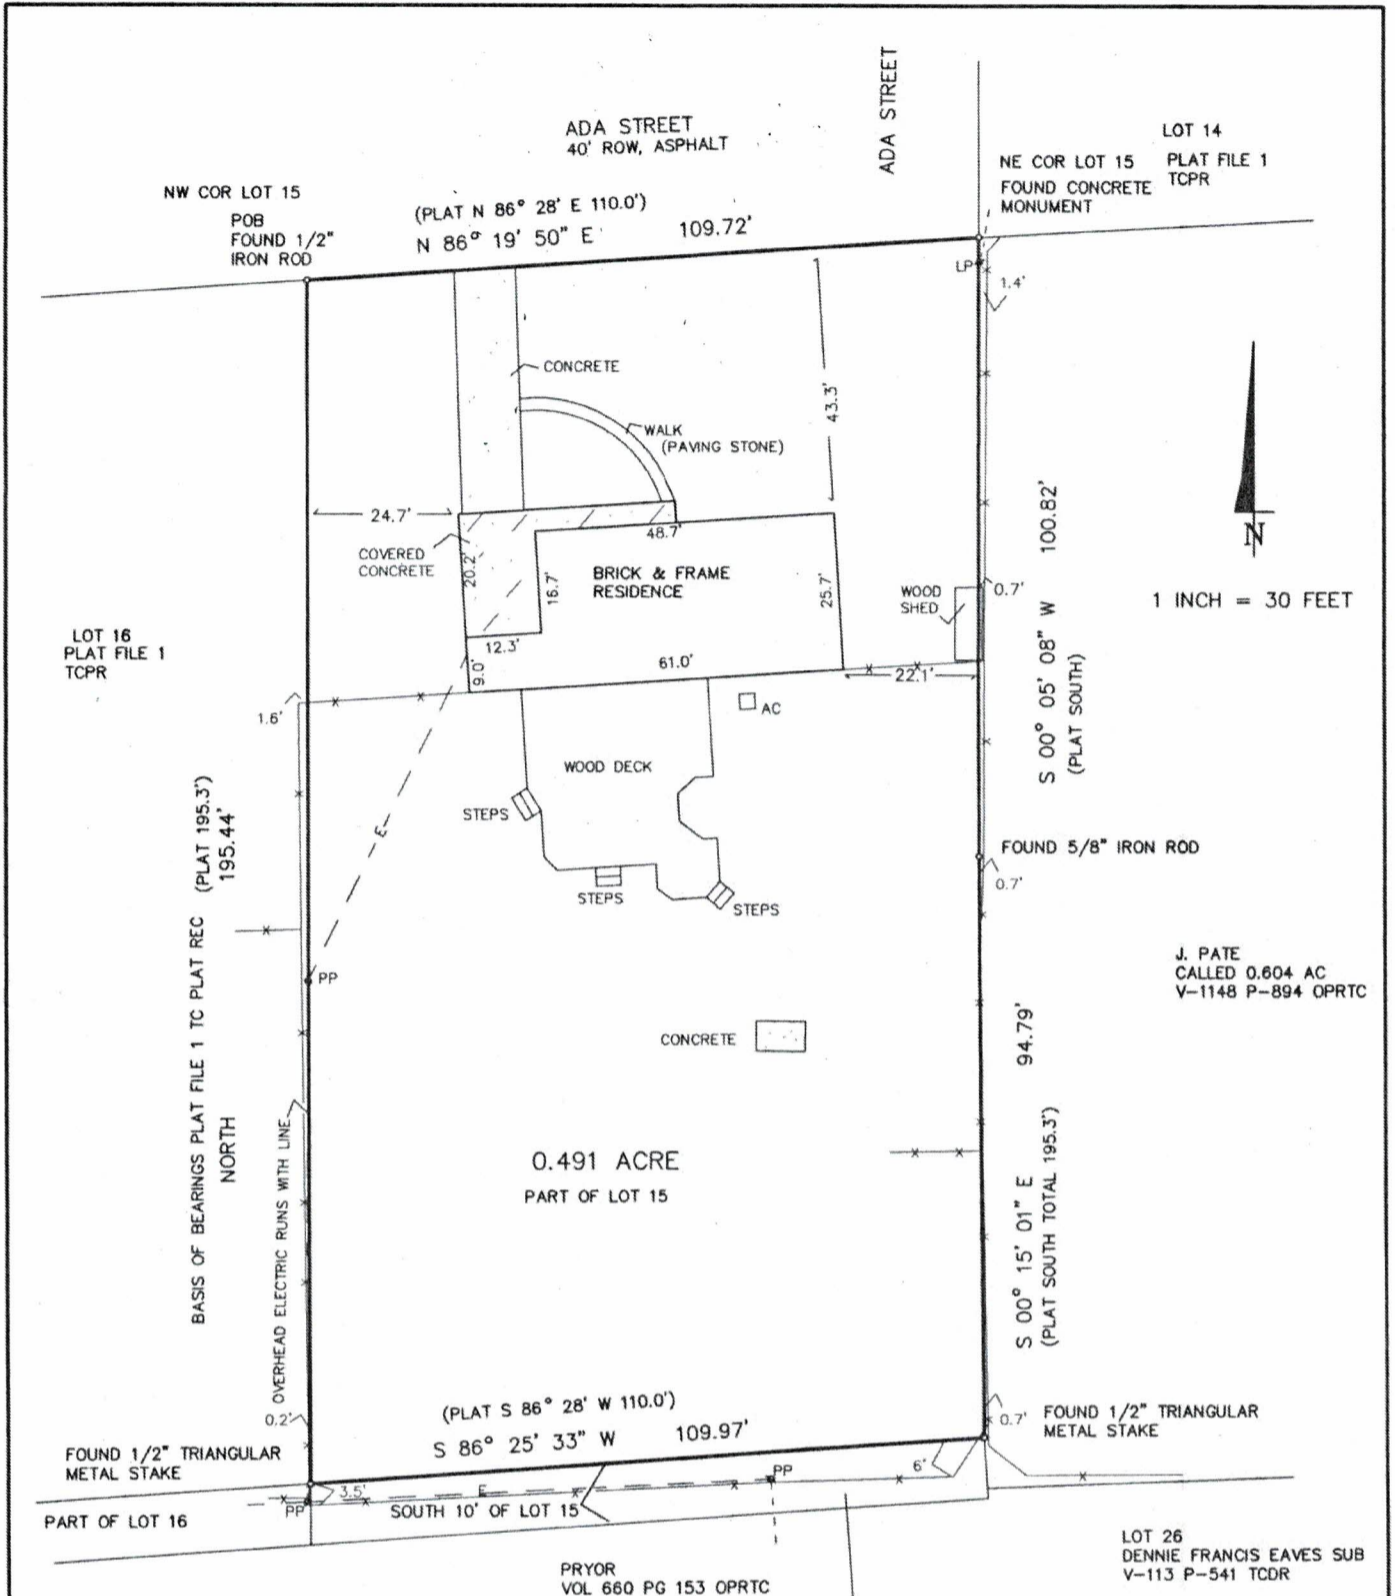 ADA STREET
40' ROW, ASPHALT
ADA STREET
LOT 14
PLAT FILE 1
TCPR
NE COR LOT 15
FOUND CONCRETE
MONUMENT
NW COR LOT 15
POB
FOUND 1/2"
IRON ROD
(PLAT N 86° 28' E 110.0')
N 86° 19' 50" E 109.72'
LP
1.4'
CONCRETE
WALK
(PAVING STONE)
43.3'
24.7'
COVERED
CONCRETE
20.2'
48.7'
16.7'
BRICK & FRAME
RESIDENCE
25.7'
WOOD
SHED
0.7'
100.82'
S 00° 05' 08" W
(PLAT SOUTH)
N
1 INCH = 30 FEET
LOT 16
PLAT FILE 1
TCPR
12.3'
9.0'
61.0'
22.1'
1.6'
AC
WOOD DECK
STEPS
STEPS
STEPS
E
PP
(PLAT 195.3')
195.44'
BASIS OF BEARINGS PLAT FILE 1 TC PLAT REC
NORTH
OVERHEAD ELECTRIC RUNS WITH LINE
FOUND 5/8" IRON ROD
0.7'
J. PATE
CALLED 0.604 AC
V-1148 P-894 OPRTC
CONCRETE
94.79'
S 00° 15' 01" E
(PLAT SOUTH TOTAL 195.3')
0.491 ACRE
PART OF LOT 15
0.2'
(PLAT S 86° 28' W 110.0')
S 86° 25' 33" W 109.97'
0.7'
FOUND 1/2" TRIANGULAR
METAL STAKE
FOUND 1/2" TRIANGULAR
METAL STAKE
3.5'
E
PP
6'
PP
SOUTH 10' OF LOT 15
PART OF LOT 16
PRYOR
VOL 660 PG 153 OPRTC
LOT 26
DENNIE FRANCIS EAVES SUB
V-113 P-541 TCDR